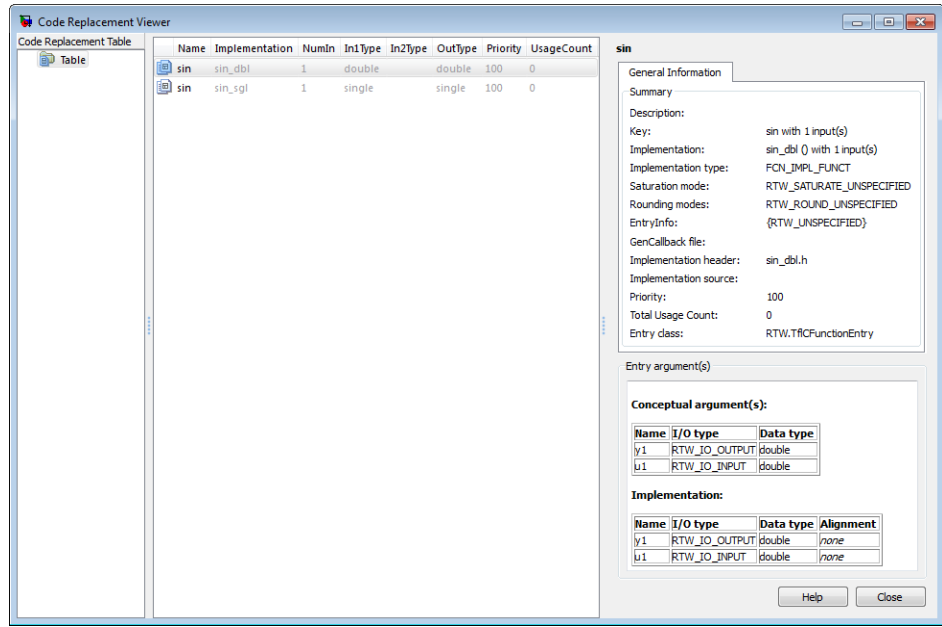 Code Replacement Viewer
Code Replacement Table
Table
Name Implementation NumIn In1Type In2Type OutType Priority UsageCount
sin sin_dbl 1 double double 100 0
sin sin_sgl 1 single single 100 0
sin
General Information
Summary
Description:
Key: sin with 1 input(s)
Implementation: sin_dbl () with 1 input(s)
Implementation type: FCN_IMPL_FUNCT
Saturation mode: RTW_SATURATE_UNSPECIFIED
Rounding modes: RTW_ROUND_UNSPECIFIED
EntryInfo: {RTW_UNSPECIFIED}
GenCallback file:
Implementation header: sin_dbl.h
Implementation source:
Priority: 100
Total Usage Count: 0
Entry class: RTW.TflCFunctionEntry
Entry argument(s)
Conceptual argument(s):
Name I/O type Data type
y1 RTW_IO_OUTPUT double
u1 RTW_IO_INPUT double
Implementation:
Name I/O type Data type Alignment
y1 RTW_IO_OUTPUT double none
u1 RTW_IO_INPUT double none
Help Close